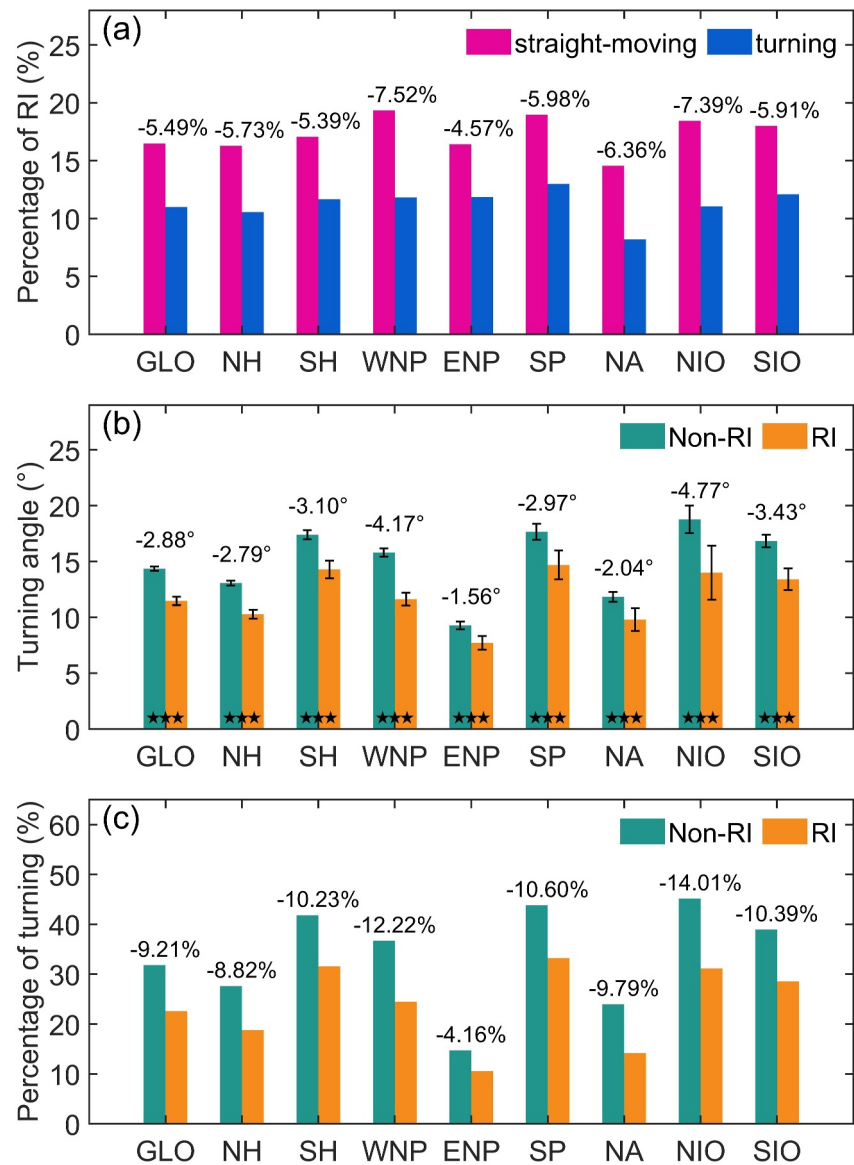 (a)
straight-moving turning
Percentage of RI (%)
25
20
15
10
5
0
-5.49% -5.73% -5.39% -7.52% -4.57% -5.98% -6.36% -7.39% -5.91%
GLO NH SH WNP ENP SP NA NIO SIO
(b)
Non-RI RI
Turning angle (°)
25
20
15
10
5
0
-2.88° -2.79° -3.10° -4.17° -1.56° -2.97° -2.04° -4.77° -3.43°
★★★ ★★★ ★★★ ★★★ ★★★ ★★★ ★★★ ★★★ ★★★
GLO NH SH WNP ENP SP NA NIO SIO
(c)
Non-RI RI
Percentage of turning (%)
60
50
40
30
20
10
0
-9.21% -8.82% -10.23% -12.22% -4.16% -10.60% -9.79% -14.01% -10.39%
GLO NH SH WNP ENP SP NA NIO SIO